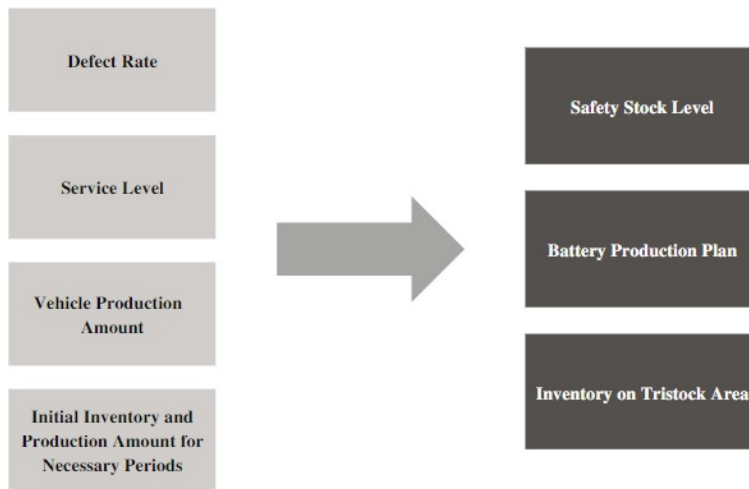 Defect Rate
Service Level
Vehicle Production
Amount
Initial Inventory and
Production Amount for
Necessary Periods
Safety Stock Level
Battery Production Plan
Inventory on Tristock Area